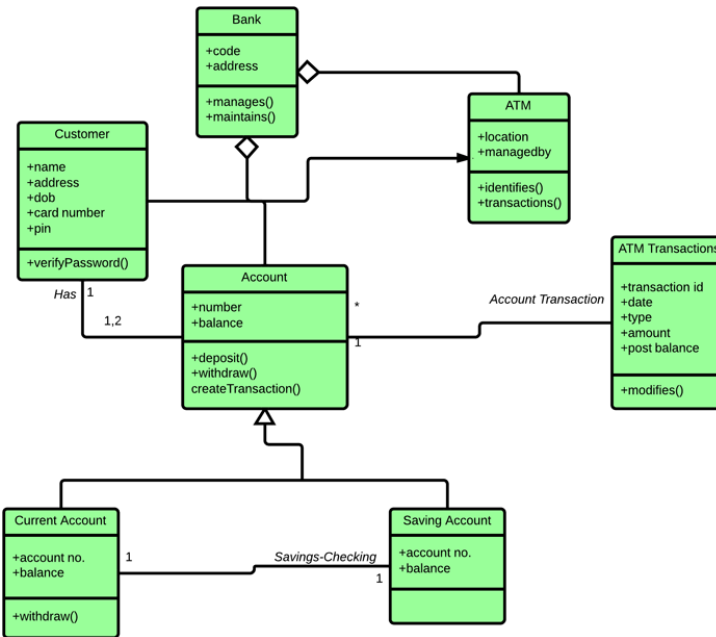 Bank
+code
+address
+manages()
+maintains()
ATM
+location
+managedby
+identifies()
+transactions()
Customer
+name
+address
+dob
+card number
+pin
+verifyPassword()
Has
1
1,2
Account
+number
+balance
+deposit()
+withdraw()
createTransaction()
*
1
Account Transaction
ATM Transactions
+transaction id
+date
+type
+amount
+post balance
+modifies()
Current Account
+account no.
+balance
+withdraw()
1
Savings-Checking
1
Saving Account
+account no.
+balance